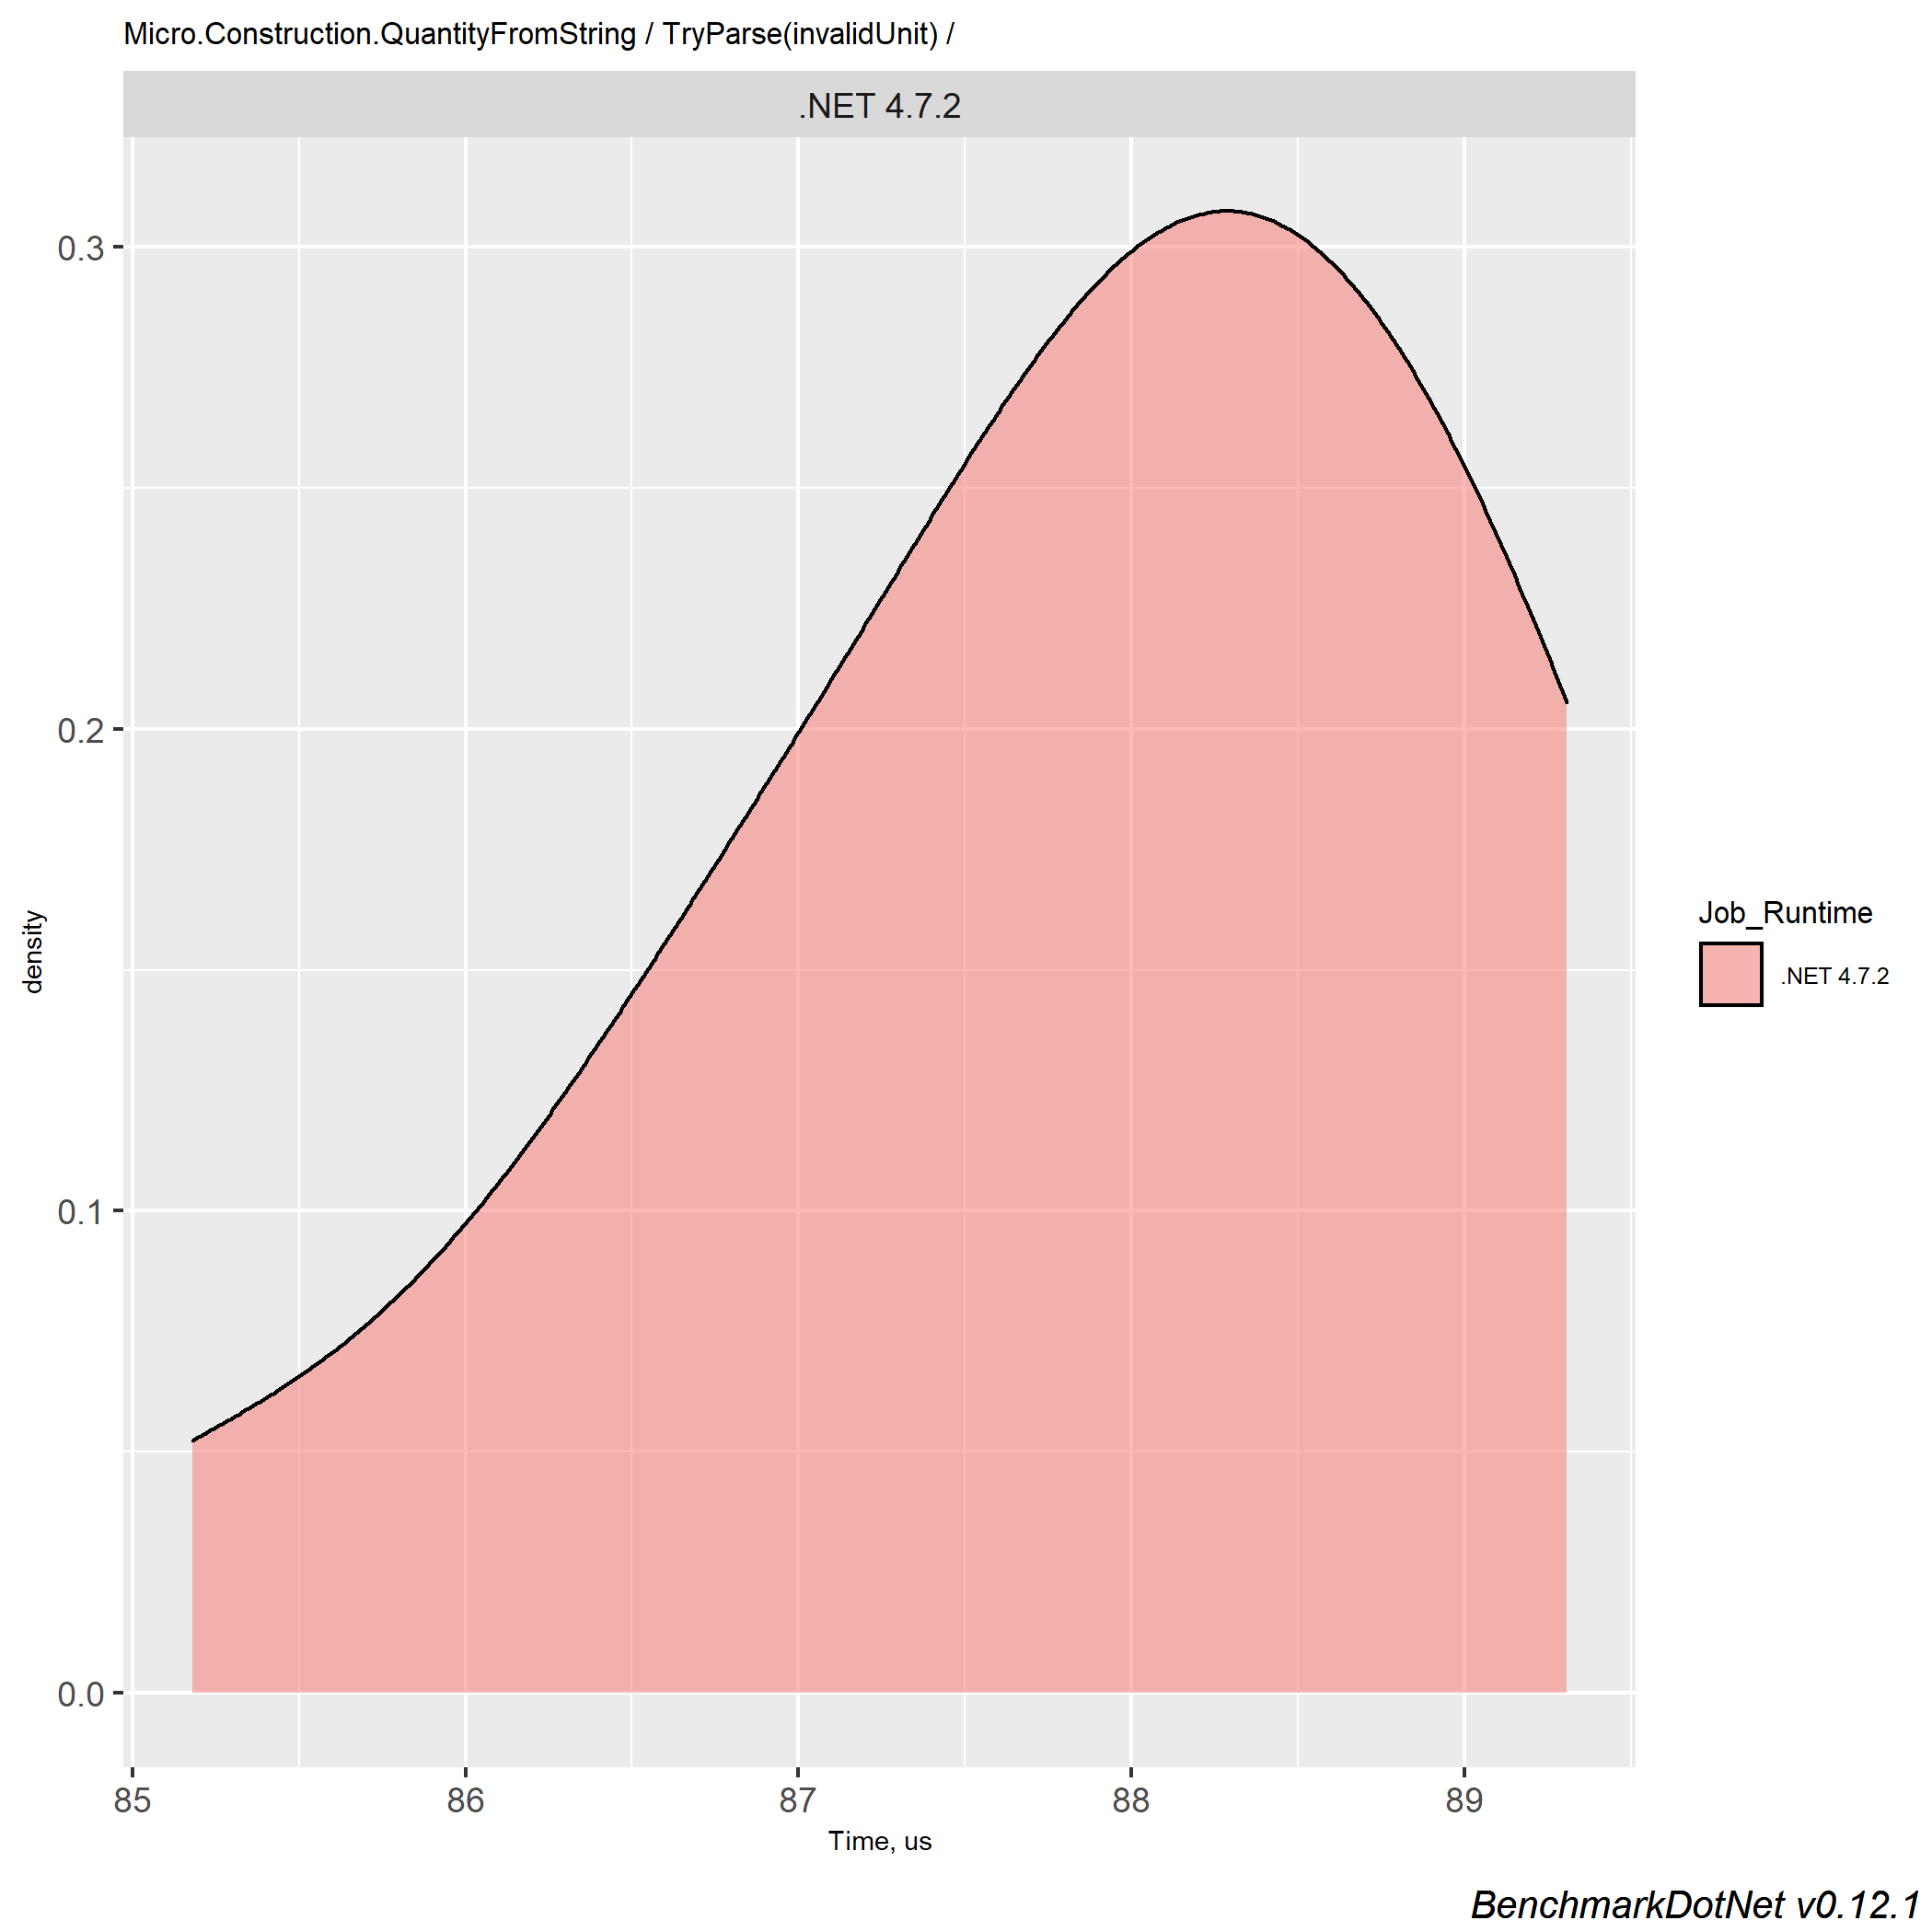 Micro.Construction.QuantityFromString / TryParse(invalidUnit) /
.NET 4.7.2
0.3
0.2
0.1
0.0
density
85 86 87 88 89
Time, us
Job_Runtime
.NET 4.7.2
BenchmarkDotNet v0.12.1